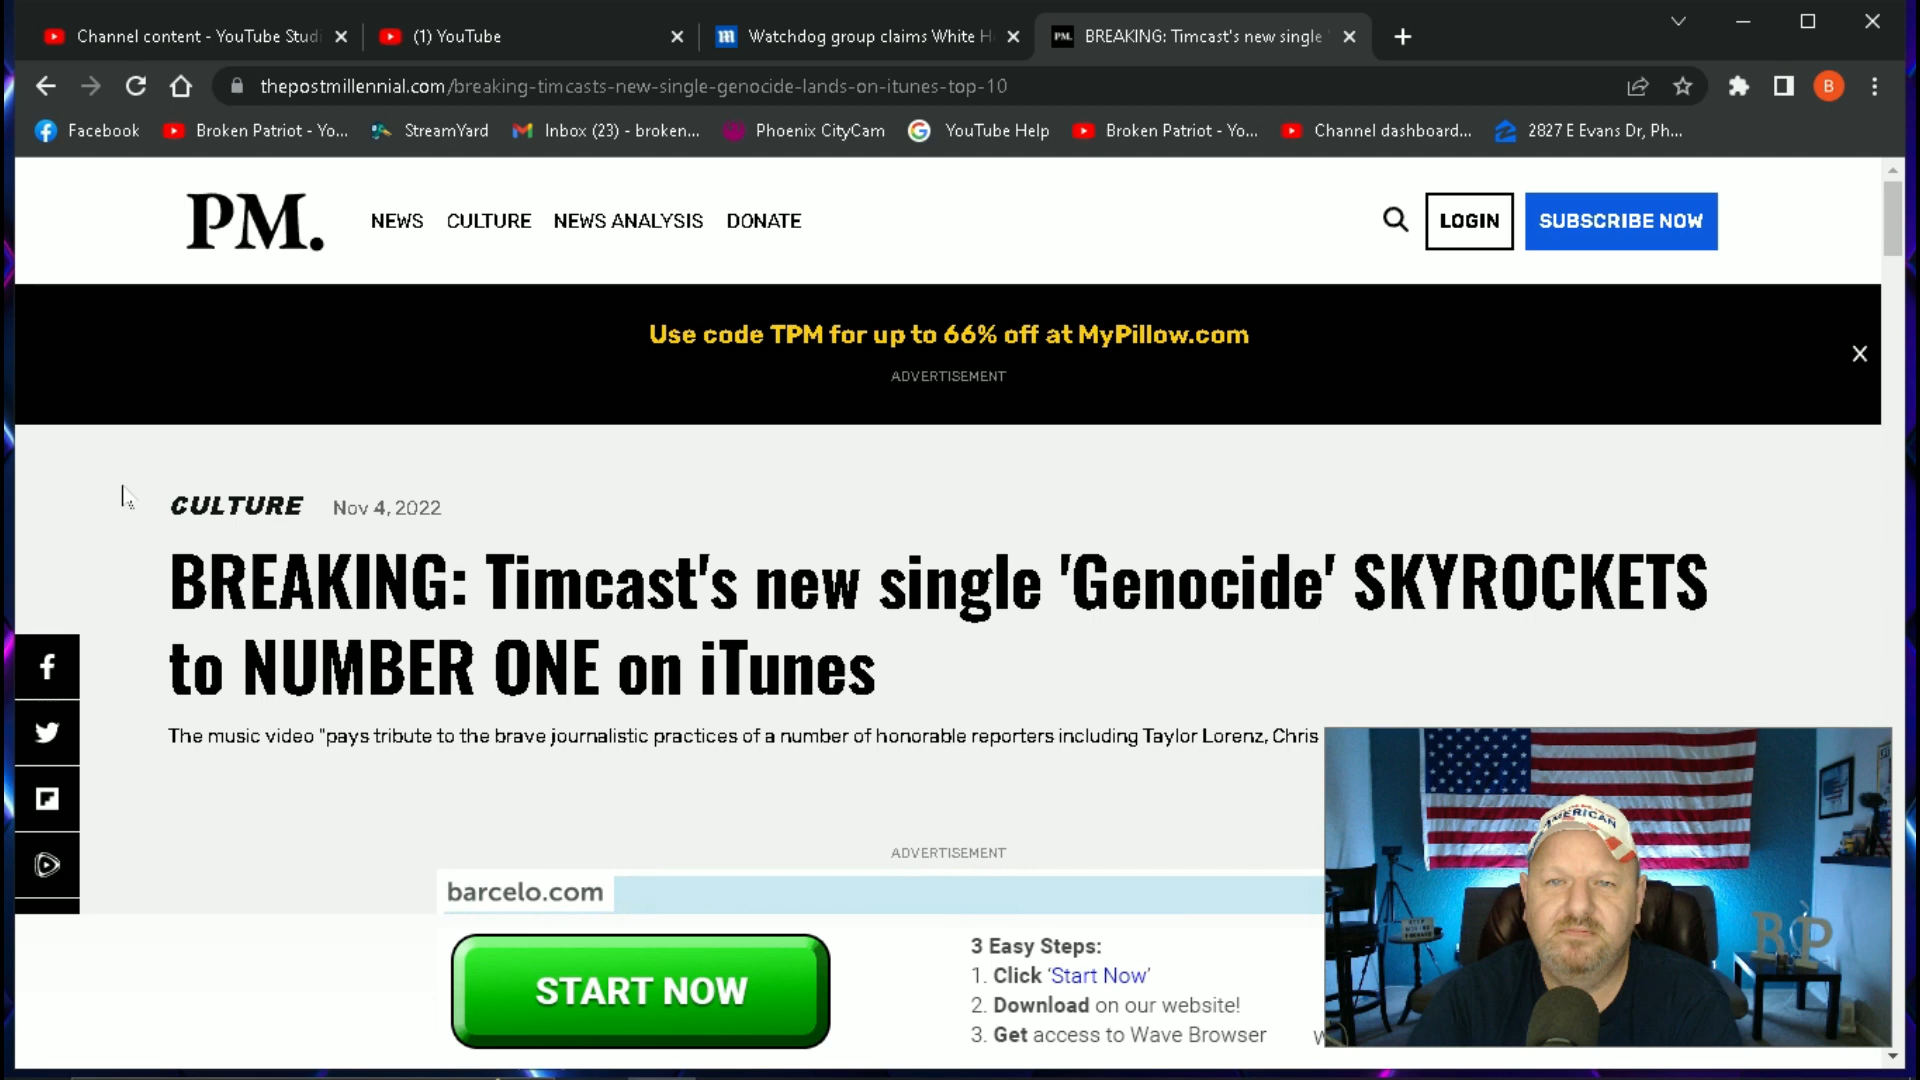 Channel content - YouTube Studi
(1) YouTube
Watchdog group claims White H
PM.
BREAKING: Timcast's new single '
thepostmillennial.com/breaking-timcasts-new-single-genocide-lands-on-itunes-top-10
B
Facebook
Broken Patriot - Yo...
StreamYard
Inbox (23) - broken...
Phoenix CityCam
YouTube Help
Broken Patriot - Yo...
Channel dashboard...
2827 E Evans Dr, Ph...
PM.
NEWS
CULTURE
NEWS ANALYSIS
DONATE
LOGIN
SUBSCRIBE NOW
Use code TPM for up to 66% off at MyPillow.com
ADVERTISEMENT
CULTURE
Nov 4, 2022
BREAKING: Timcast's new single 'Genocide' SKYROCKETS
to NUMBER ONE on iTunes
The music video "pays tribute to the brave journalistic practices of a number of honorable reporters including Taylor Lorenz, Chris
ADVERTISEMENT
barcelo.com
START NOW
3 Easy Steps:
1. Click 'Start Now'
2. Download on our website!
3. Get access to Wave Browser
AMERICAN
RP